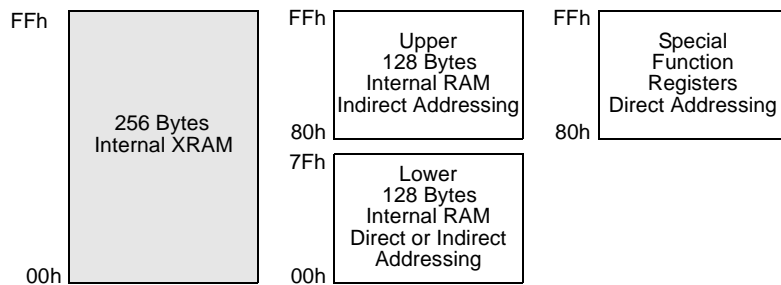 FFh
256 Bytes
Internal XRAM
00h
FFh
Upper
128 Bytes
Internal RAM
Indirect Addressing
80h
7Fh
Lower
128 Bytes
Internal RAM
Direct or Indirect
Addressing
00h
FFh
Special
Function
Registers
Direct Addressing
80h